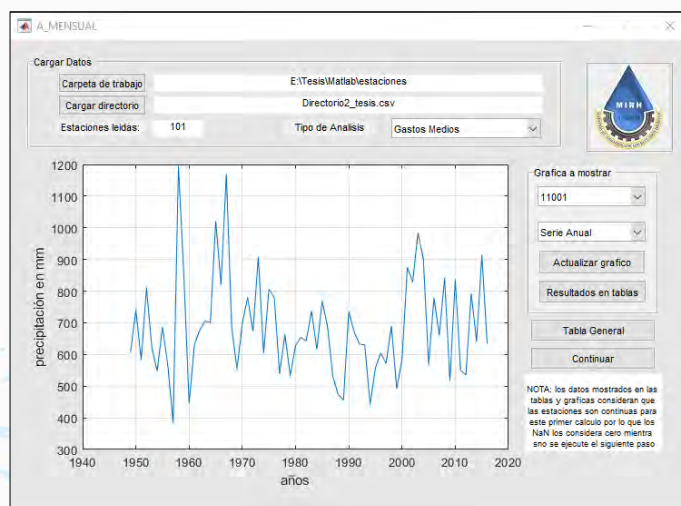 A_MENSUAL
Cargar Datos
Carpeta de trabajo
E:\Tesis\Matlab\estaciones
Cargar directorio
Directorio2_tesis.csv
Estaciones leidas:
101
Tipo de Analisis
Gastos Medios
MIRH
Grafica a mostrar
11001
Serie Anual
Actualizar grafico
Resultados en tablas
Tabla General
Continuar
NOTA: los datos mostrados en las
tablas y graficas consideran que
las estaciones son continuas para
este primer calculo por lo que los
NaN los considera cero mientra
sno se ejecute el siguiente paso
precipitación en mm
1200
1100
1000
900
800
700
600
500
400
300
1940
1950
1960
1970
1980
1990
2000
2010
2020
años